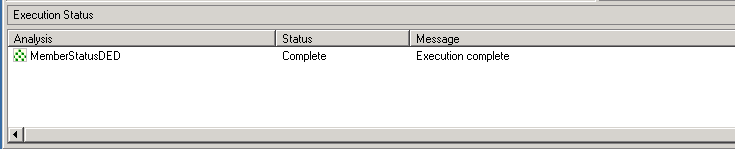 Execution Status
Analysis Status Message
MemberStatusDED Complete Execution complete